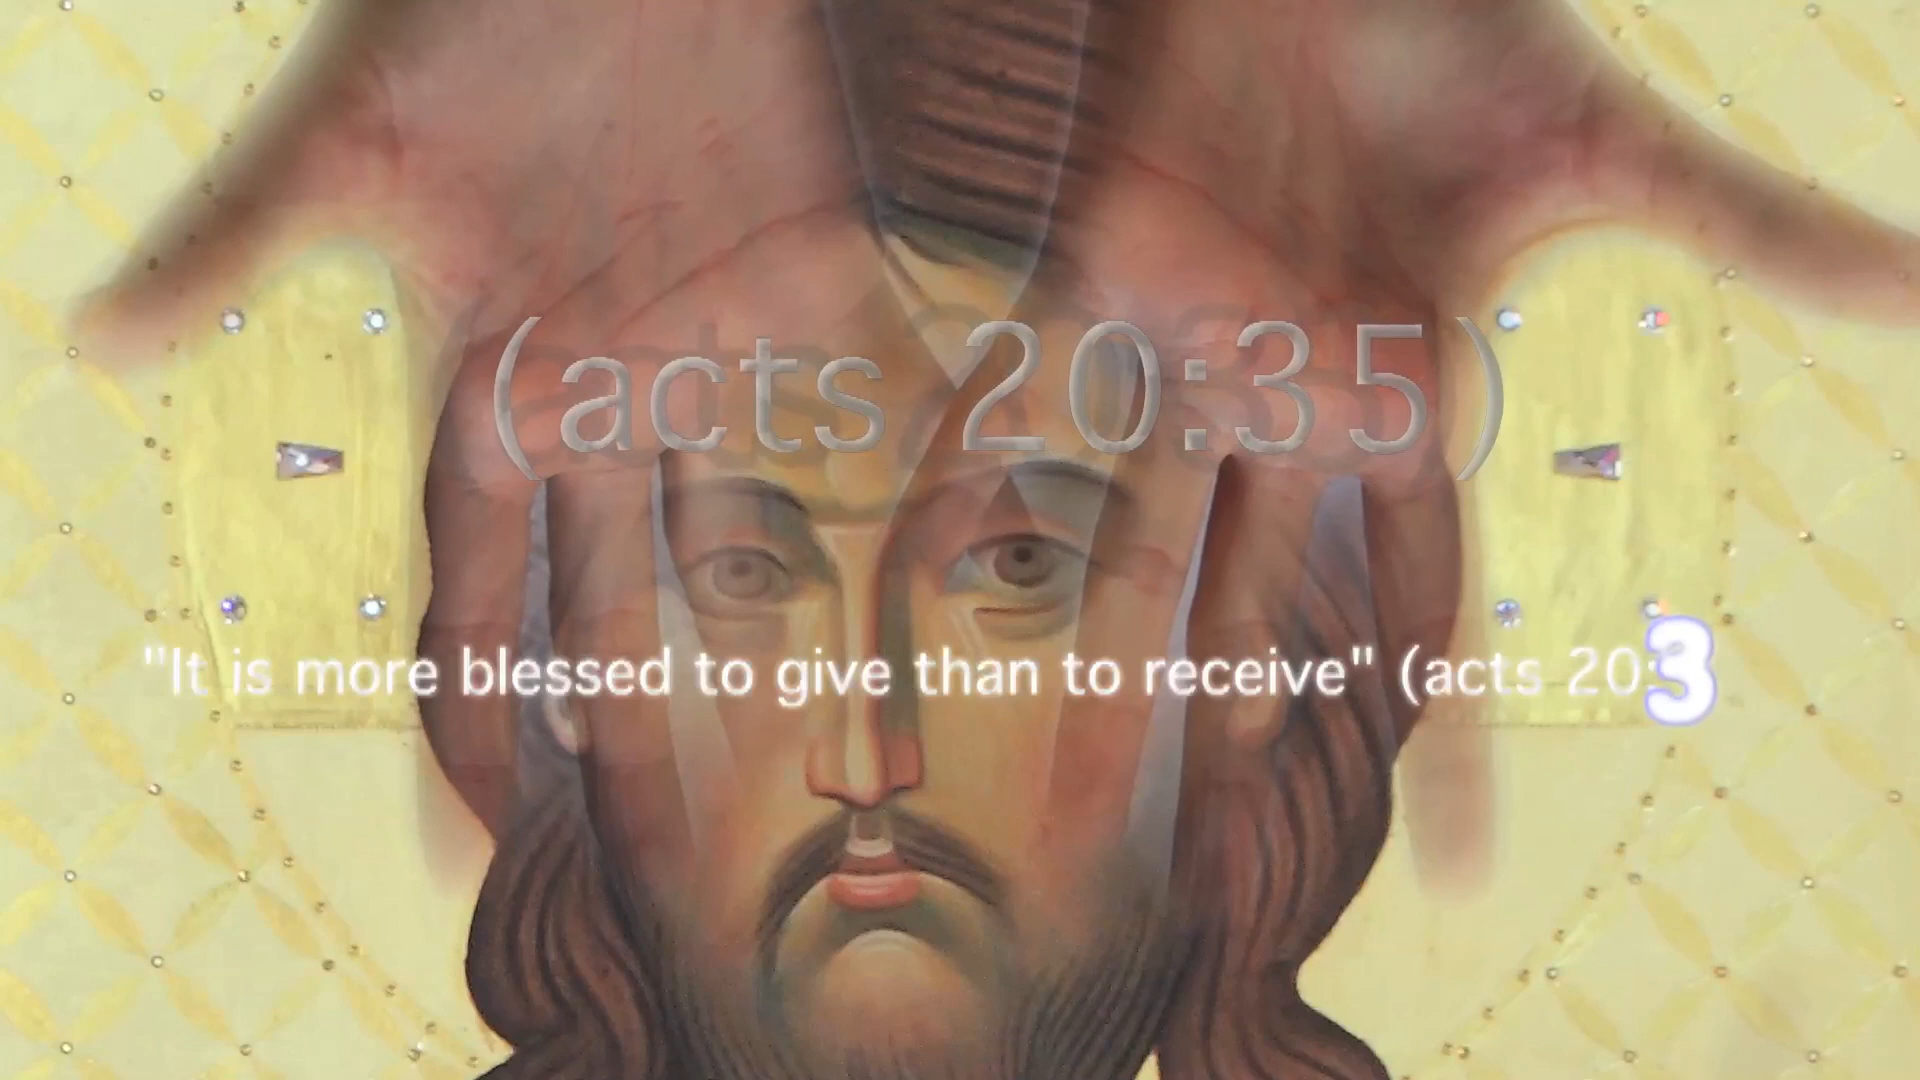 (acts 20:35)
"It is more blessed to give than to receive" (acts 20:3